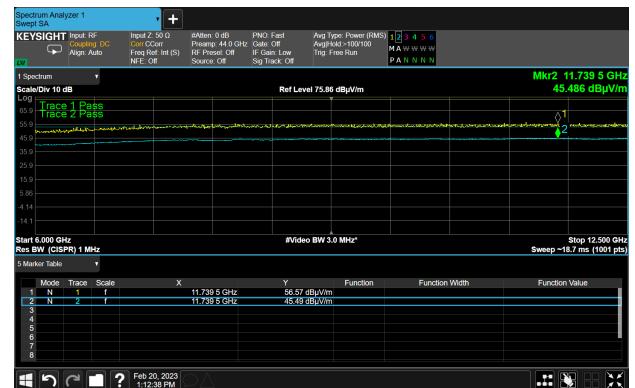 Spectrum Analyzer 1
Swept SA
+
KEYSIGHT Input: RF Input Z: 50 Ω #Atten: 0 dB PNO: Fast Avg Type: Power (RMS) 1 2 3 4 5 6
Coupling: DC Corr CCorr Preamp: 44.0 GHz Gate: Off Avg|Hold:>100/100 M A W W W W
Align: Auto Freq Ref: Int (S) RF Presel: Off IF Gain: Low Trig: Free Run
NFE: Off Source: Off Sig Track: Off P A N N N N
LXI
1 Spectrum Mkr2 11.739 5 GHz
Scale/Div 10 dB Ref Level 75.86 dBµV/m 45.486 dBµV/m
Log
65.9 Trace 1 Pass
Trace 2 Pass
55.9 1
45.9 2
35.9
25.9
15.9
5.86
-4.14
-14.1
Start 6.000 GHz #Video BW 3.0 MHz* Stop 12.500 GHz
Res BW (CISPR) 1 MHz Sweep ~18.7 ms (1001 pts)
5 Marker Table
Mode Trace Scale X Y Function Function Width Function Value
1 N 1 f 11.739 5 GHz 56.57 dBµV/m
2 N 2 f 11.739 5 GHz 45.49 dBµV/m
3
4
5
6
7
8
? Feb 20, 2023
1:12:38 PM